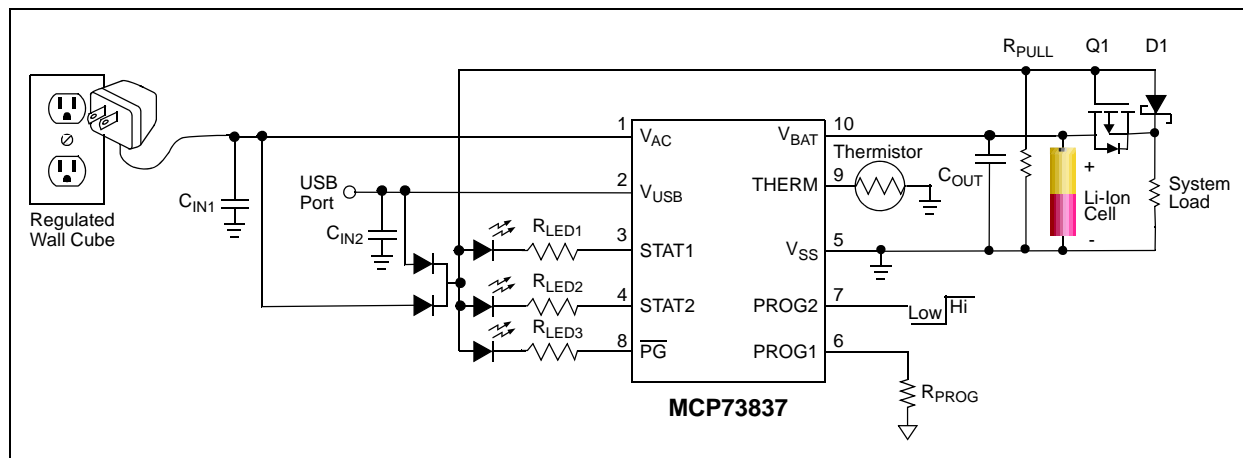 RPULL Q1 D1
1 VAC VBAT 10
Thermistor
USB Port 2 VUSB THERM 9
COUT
+
Li-Ion Cell
-
System Load
CIN1
Regulated Wall Cube
CIN2
RLED1 3 STAT1 VSS 5
RLED2 4 STAT2 PROG2 7 Low Hi
RLED3 8 PG PROG1 6
RPROG
MCP73837